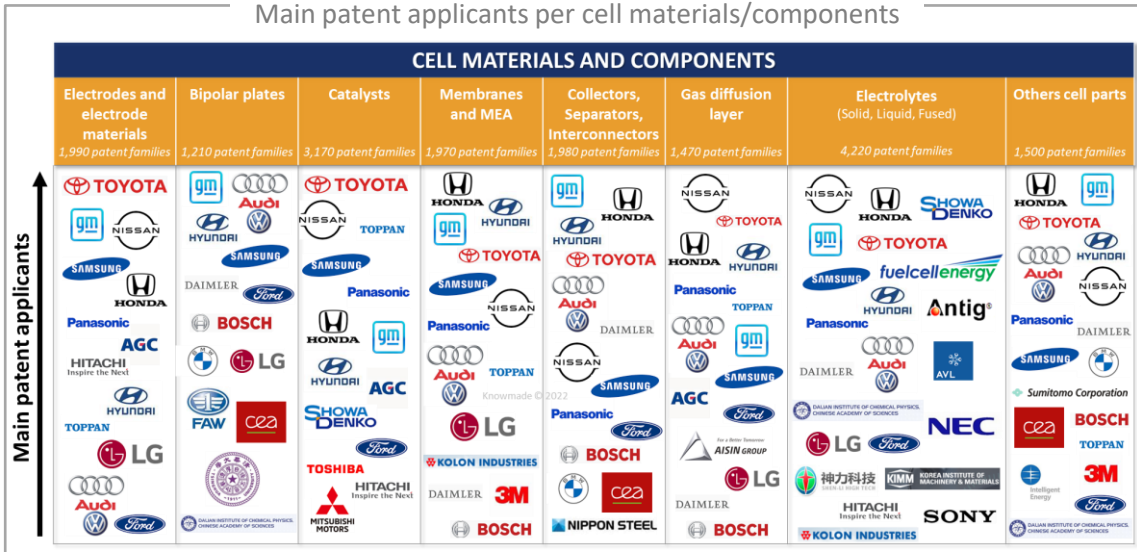 Main patent applicants per cell materials/components
CELL MATERIALS AND COMPONENTS
Electrodes and
electrode
materials
1,990 patent families
Bipolar plates
1,210 patent families
Catalysts
3,170 patent families
Membranes
and MEA
1,970 patent families
Collectors,
Separators,
Interconnectors
1,980 patent families
Gas diffusion
layer
1,470 patent families
Electrolytes
(Solid, Liquid, Fused)
4,220 patent families
Others cell parts
1,500 patent families
Main patent applicants
TOYOTA
gm
NISSAN
SAMSUNG
HONDA
Panasonic
AGC
HITACHI
Inspire the Next
HYUNDAI
TOPPAN
LG
Audi
Ford
gm
Audi
HYUNDAI
SAMSUNG
DAIMLER
Ford
BOSCH
BMW
LG
FAW
cea
DALIAN INSTITUTE OF CHEMICAL PHYSICS,
CHINESE ACADEMY OF SCIENCES
TOYOTA
NISSAN
TOPPAN
SAMSUNG
Panasonic
HONDA
gm
HYUNDAI
AGC
SHOWA
DENKO
Ford
TOSHIBA
HITACHI
Inspire the Next
MITSUBISHI
MOTORS
HONDA
HYUNDAI
gm
TOYOTA
SAMSUNG
NISSAN
Panasonic
Audi
TOPPAN
Knowmade © 2022
LG
KOLON INDUSTRIES
DAIMLER
3M
BOSCH
gm
HONDA
HYUNDAI
TOYOTA
Audi
DAIMLER
NISSAN
SAMSUNG
Panasonic
Ford
BOSCH
BMW
cea
NIPPON STEEL
NISSAN
TOYOTA
HONDA
HYUNDAI
Panasonic
TOPPAN
Audi
gm
SAMSUNG
AGC
Ford
For a Better Tomorrow
AISIN GROUP
LG
DAIMLER
BOSCH
NISSAN
HONDA
SHOWA
DENKO
gm
TOYOTA
SAMSUNG
fuelcellenergy
HYUNDAI
Antig®
Panasonic
DAIMLER
Audi
AVL
DALIAN INSTITUTE OF CHEMICAL PHYSICS,
CHINESE ACADEMY OF SCIENCES
NEC
LG
Ford
神力科技
SHEN-LI HIGH TECH
KIMM
KOREA INSTITUTE OF
MACHINERY & MATERIALS
HITACHI
Inspire the Next
SONY
KOLON INDUSTRIES
HONDA
gm
TOYOTA
HYUNDAI
Audi
NISSAN
Panasonic
DAIMLER
SAMSUNG
BMW
Sumitomo Corporation
cea
BOSCH
TOPPAN
Intelligent
Energy
3M
Ford
DALIAN INSTITUTE OF CHEMICAL PHYSICS,
CHINESE ACADEMY OF SCIENCES